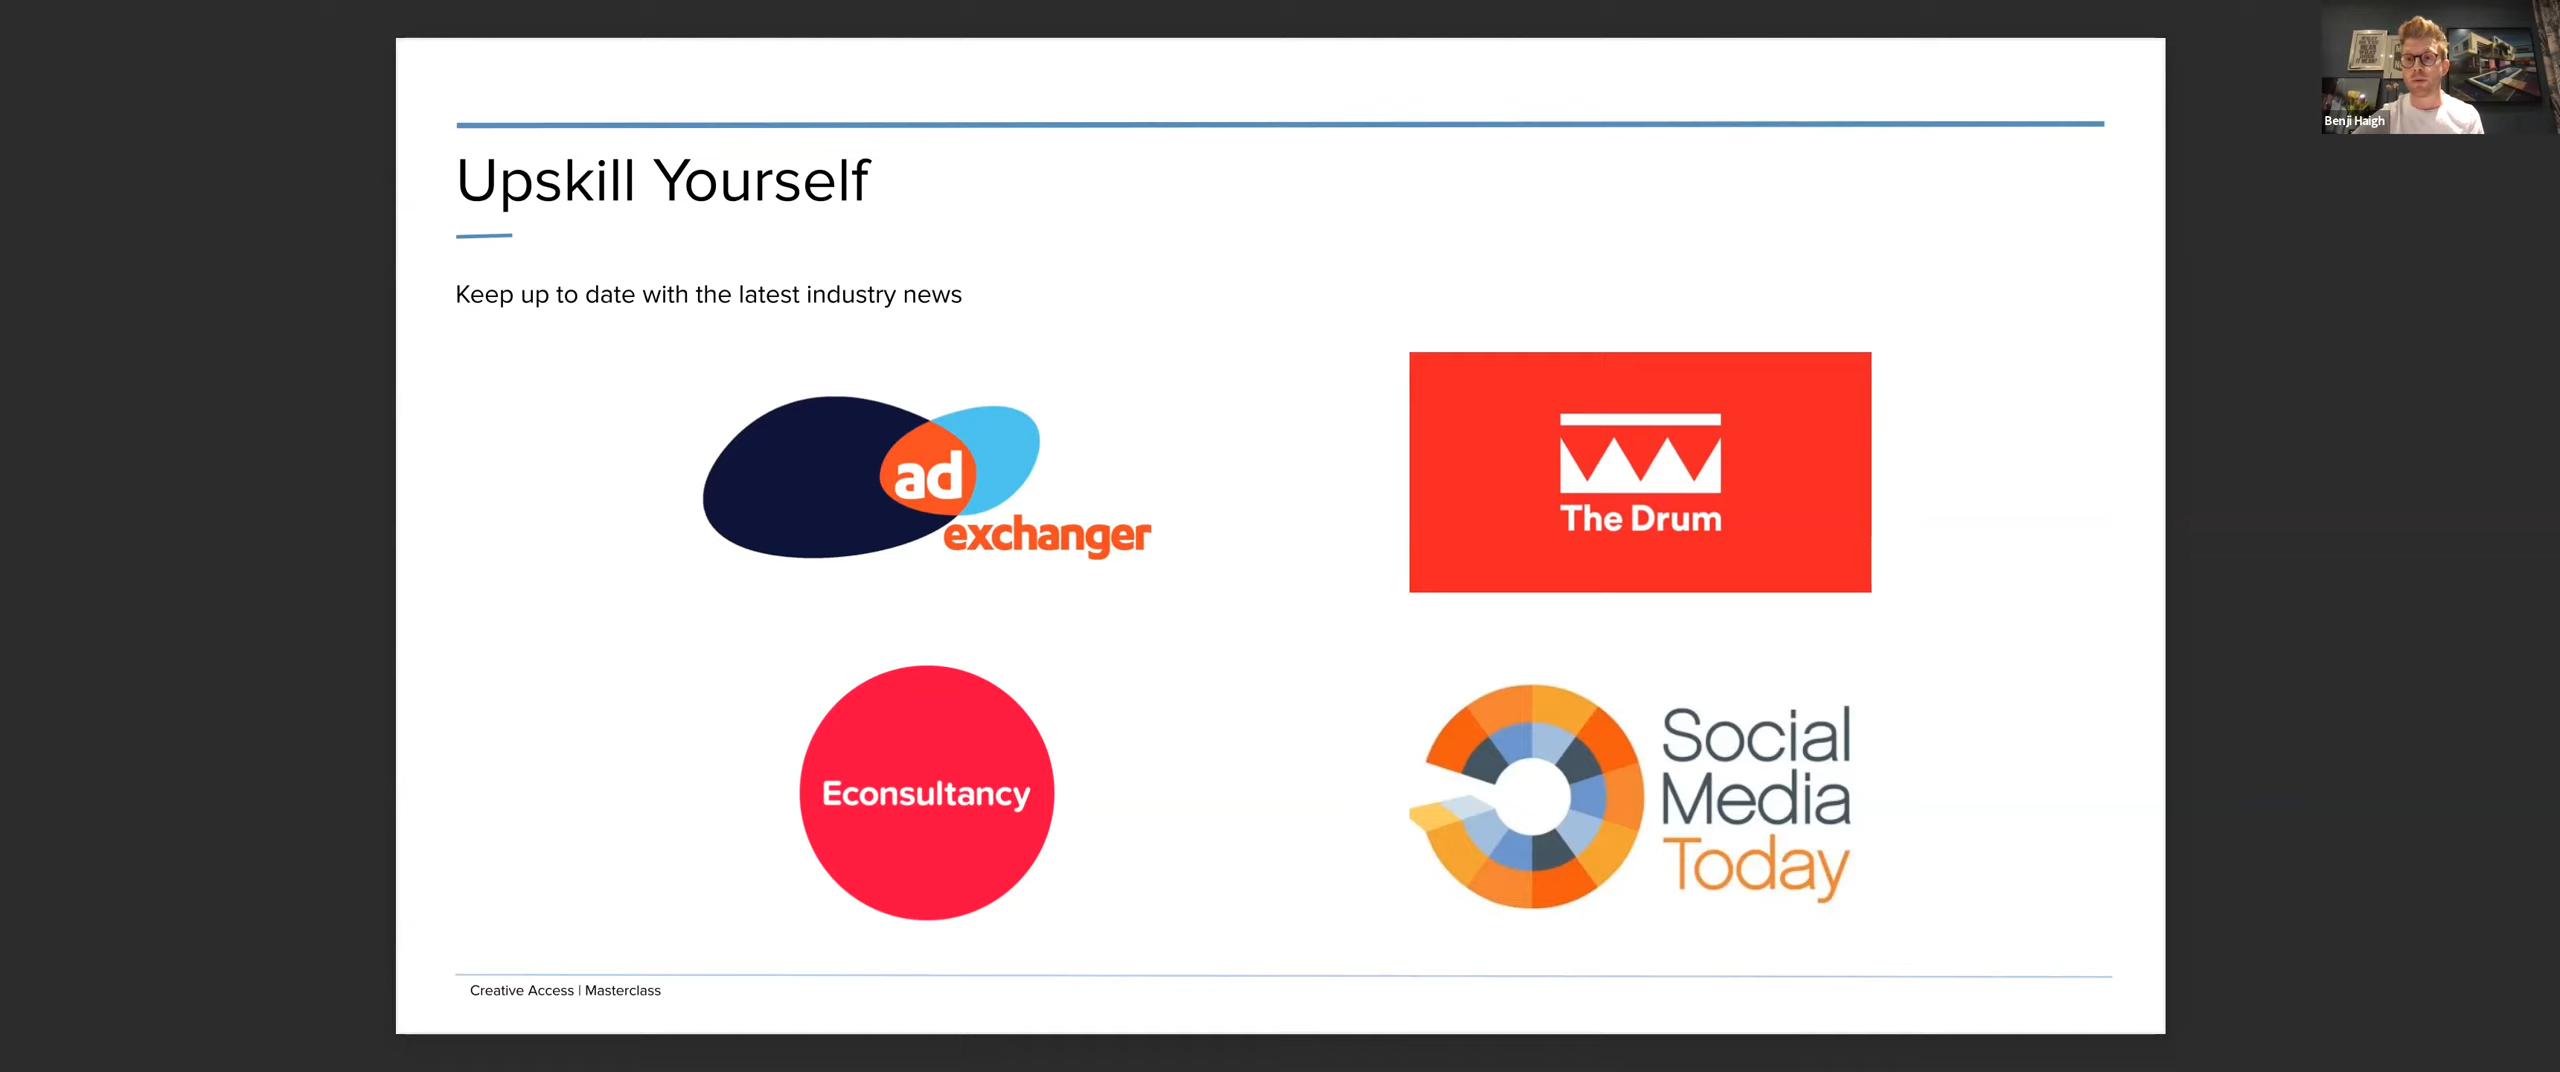 Benji Haigh
Upskill Yourself
Keep up to date with the latest industry news
ad
exchanger
The Drum
Econsultancy
Social
Media
Today
Creative Access | Masterclass